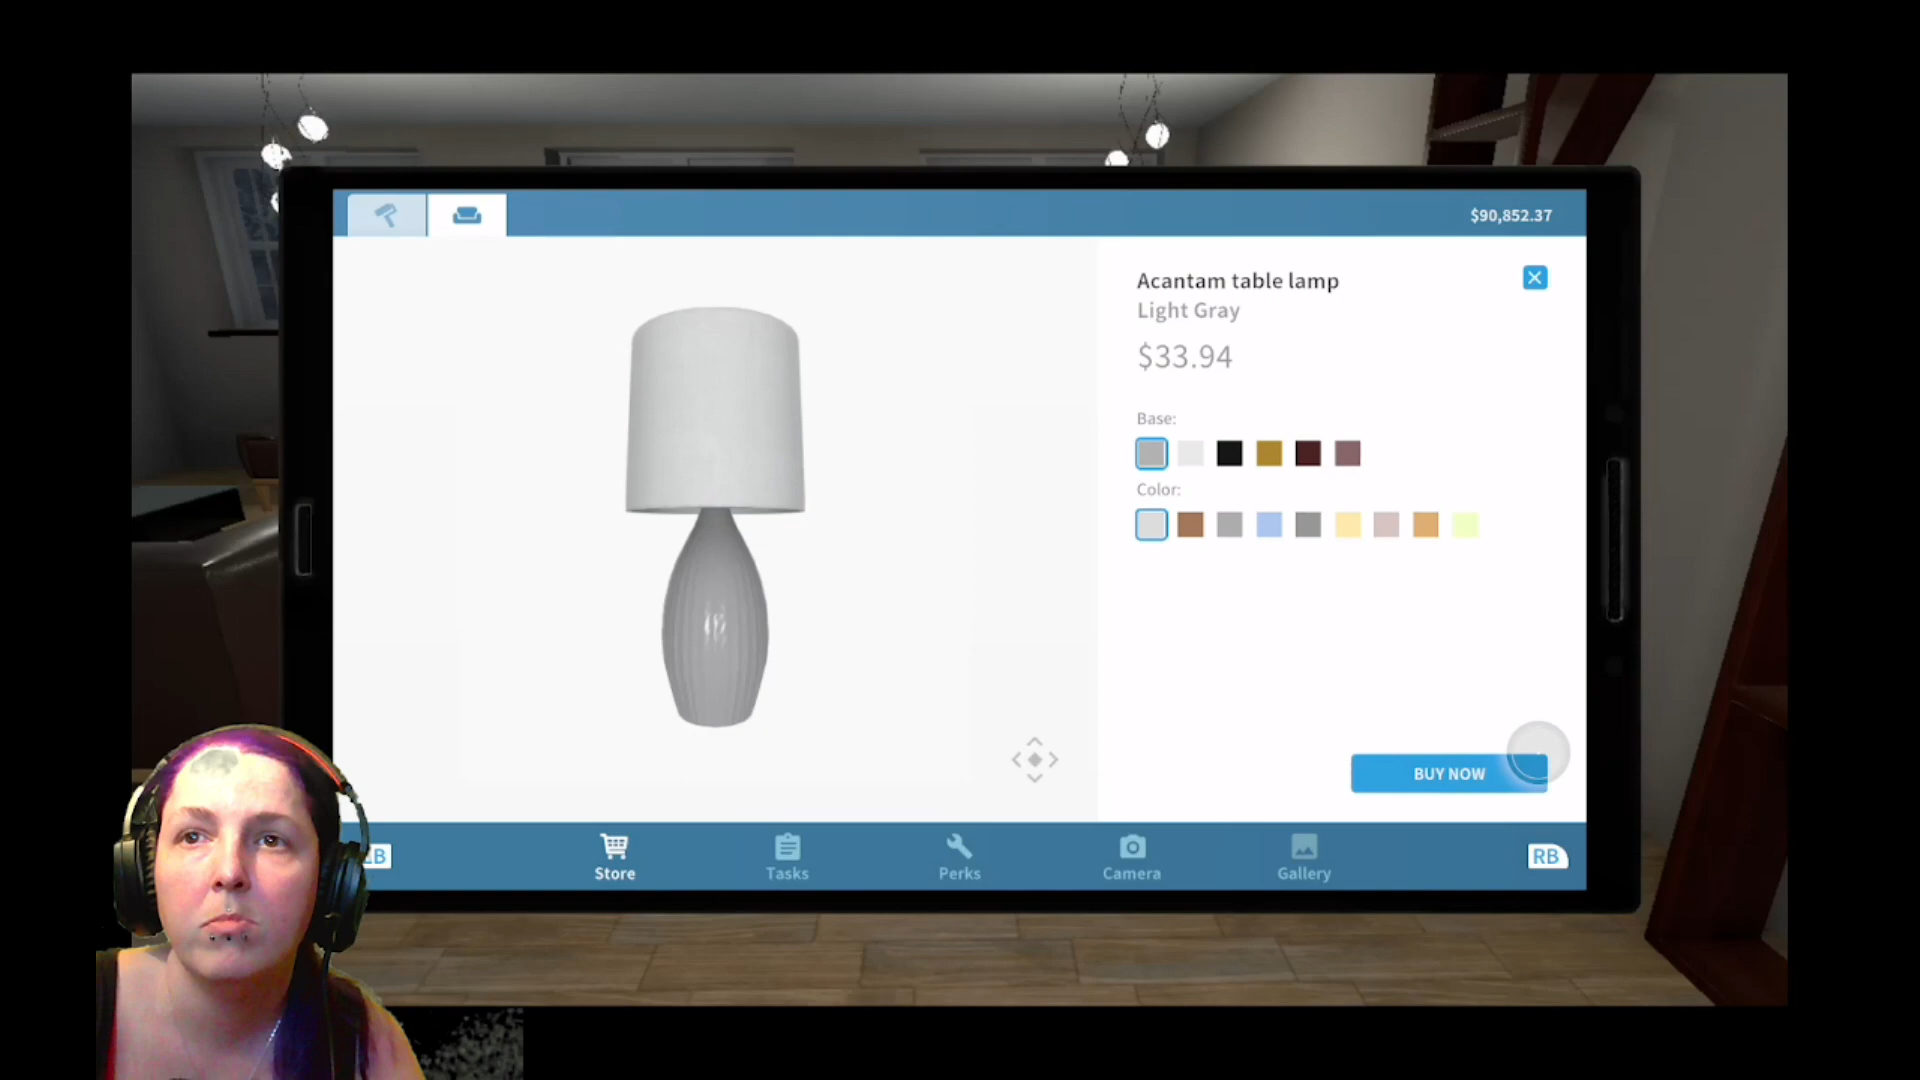 $90,852.37
Acantam table lamp
Light Gray
$33.94
Base:
Color:
BUY NOW
B
Store
Tasks
Perks
Camera
Gallery
RB